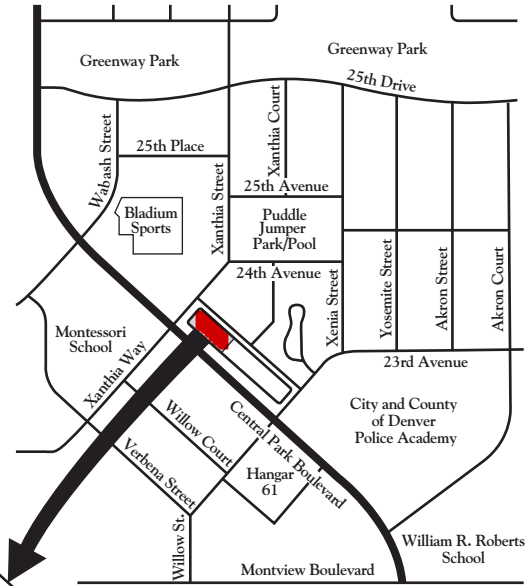 Greenway Park
Greenway Park
25th Drive
Wabash Street
25th Place
Xanthia Street
Xanthia Court
25th Avenue
Bladium
Sports
Puddle
Jumper
Park/Pool
24th Avenue
Xenia Street
Yosemite Street
Akron Street
Akron Court
Montessori
School
Xanthia Way
23rd Avenue
City and County
of Denver
Police Academy
Willow Court
Central Park Boulevard
Verbena Street
Hangar
61
Willow St.
William R. Roberts
School
Montview Boulevard